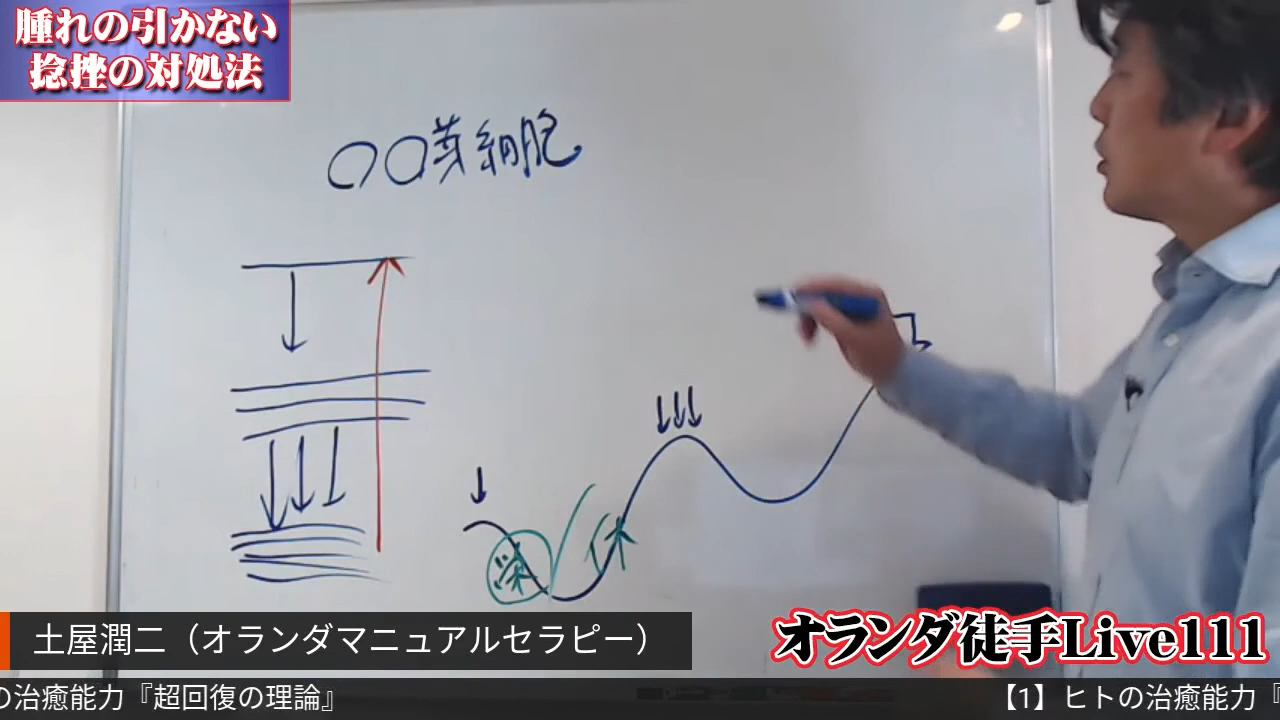 腫れの引かない
捻挫の対処法
〇〇芽細胞
休
土屋潤二（オランダマニュアルセラピー）
オランダ徒手Live111
の治癒能力『超回復の理論』
【1】ヒトの治癒能力『